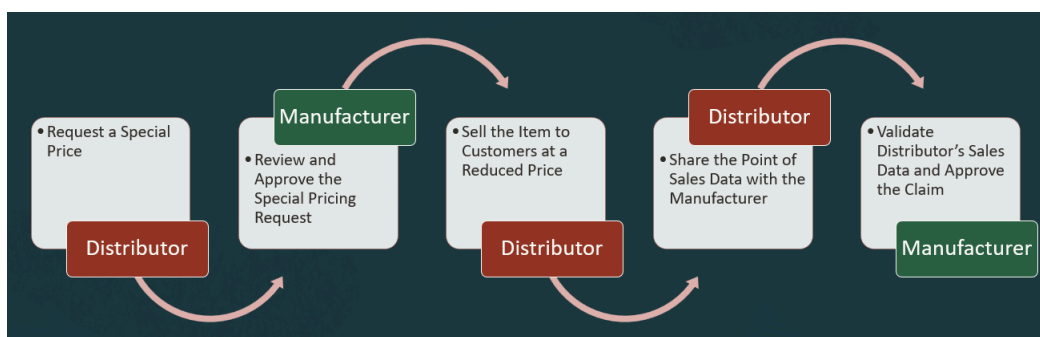 • Request a Special
Price
Distributor
Manufacturer
• Review and
Approve the
Special Pricing
Request
• Sell the Item to
Customers at a
Reduced Price
Distributor
Distributor
• Share the Point of
Sales Data with the
Manufacturer
• Validate
Distributor's Sales
Data and Approve
the Claim
Manufacturer